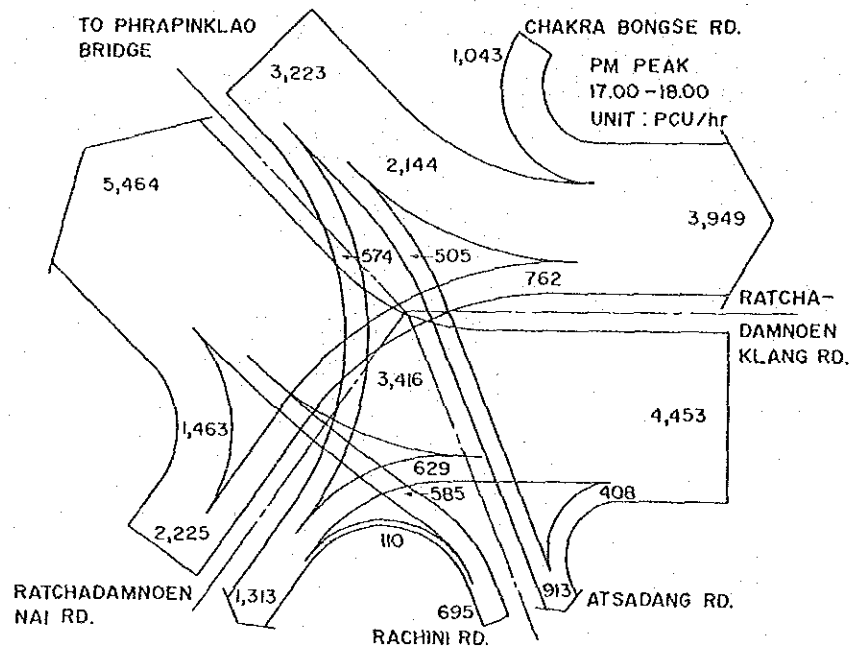 TO PHRAPINKLAO
BRIDGE
CHAKRA BONGSE RD.
PM PEAK
17.00-18.00
UNIT : PCU/hr
1,043
3,223
2,144
5,464
3,949
574
505
762
RATCHA-
DAMNOEN
KLANG RD.
3,416
4,453
1,463
629
585
408
2,225
110
RATCHADAMNOEN
NAI RD.
1,313
695
RACHINI RD.
913
ATSADANG RD.